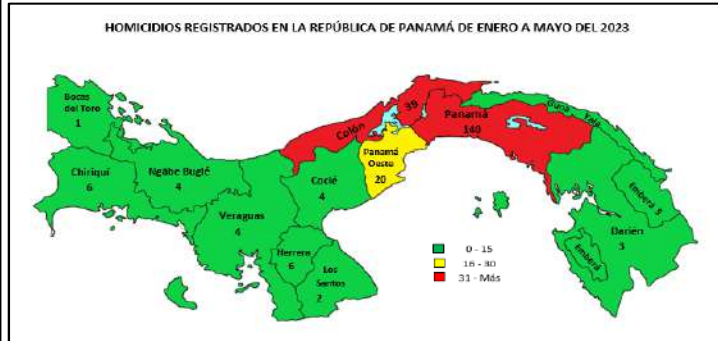 HOMICIDIOS REGISTRADOS EN LA REPÚBLICA DE PANAMÁ DE ENERO A MAYO DEL 2023
Bocas
del Toro
1
Chiriquí
6
Ngäbe Buglé
4
Veraguas
4
Herrera
6
Los
Santos
2
Coclé
4
Colón
39
Panamá
Oeste
20
Panamá
140
Guna Yala
Emberá
Darién
3
Emberá
0 - 15
16 - 30
31 - Más